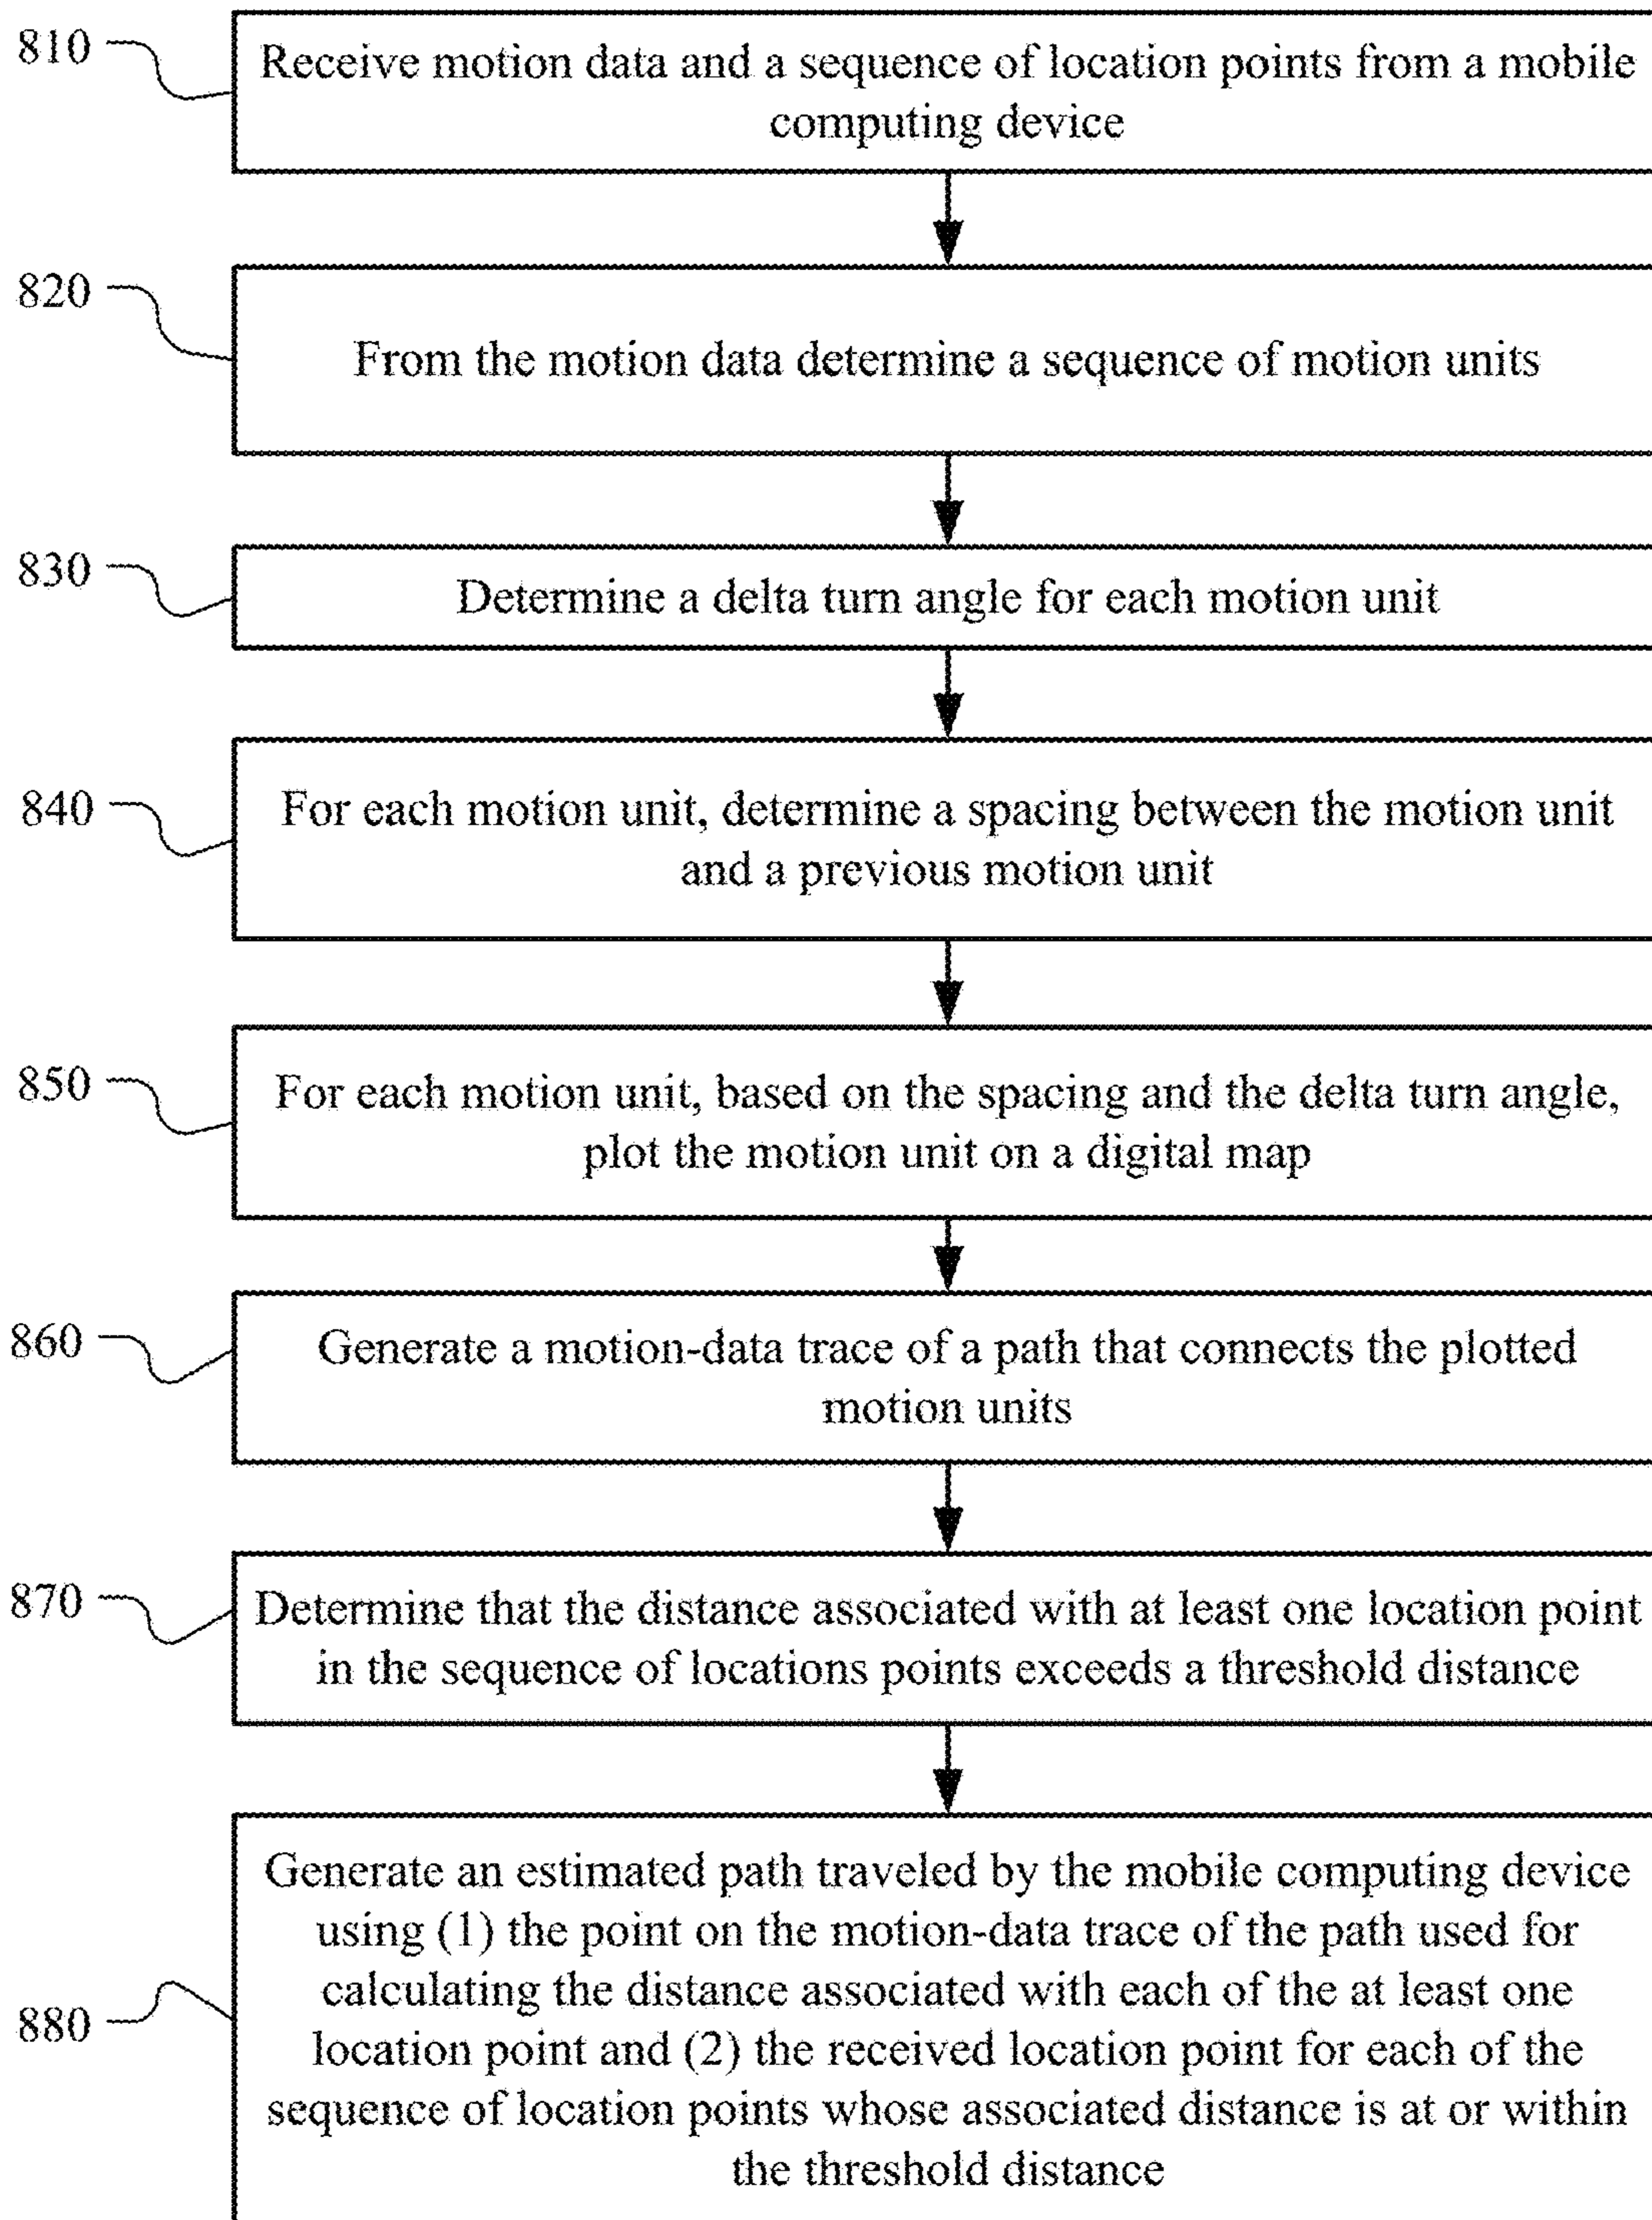 810
Receive motion data and a sequence of location points from a mobile
computing device
820
From the motion data determine a sequence of motion units
830
Determine a delta turn angle for each motion unit
840
For each motion unit, determine a spacing between the motion unit
and a previous motion unit
850
For each motion unit, based on the spacing and the delta turn angle,
plot the motion unit on a digital map
860
Generate a motion-data trace of a path that connects the plotted
motion units
870
Determine that the distance associated with at least one location point
in the sequence of locations points exceeds a threshold distance
880
Generate an estimated path traveled by the mobile computing device
using (1) the point on the motion-data trace of the path used for
calculating the distance associated with each of the at least one
location point and (2) the received location point for each of the
sequence of location points whose associated distance is at or within
the threshold distance